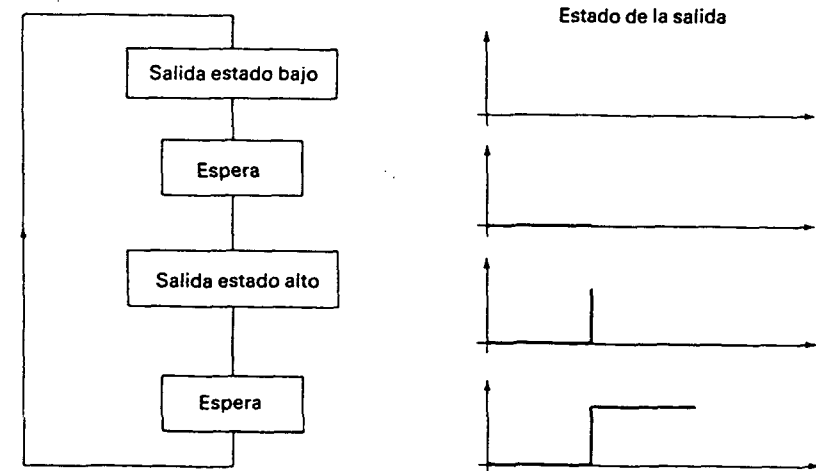 Estado de la salida
Salida estado bajo
Espera
Salida estado alto
Espera